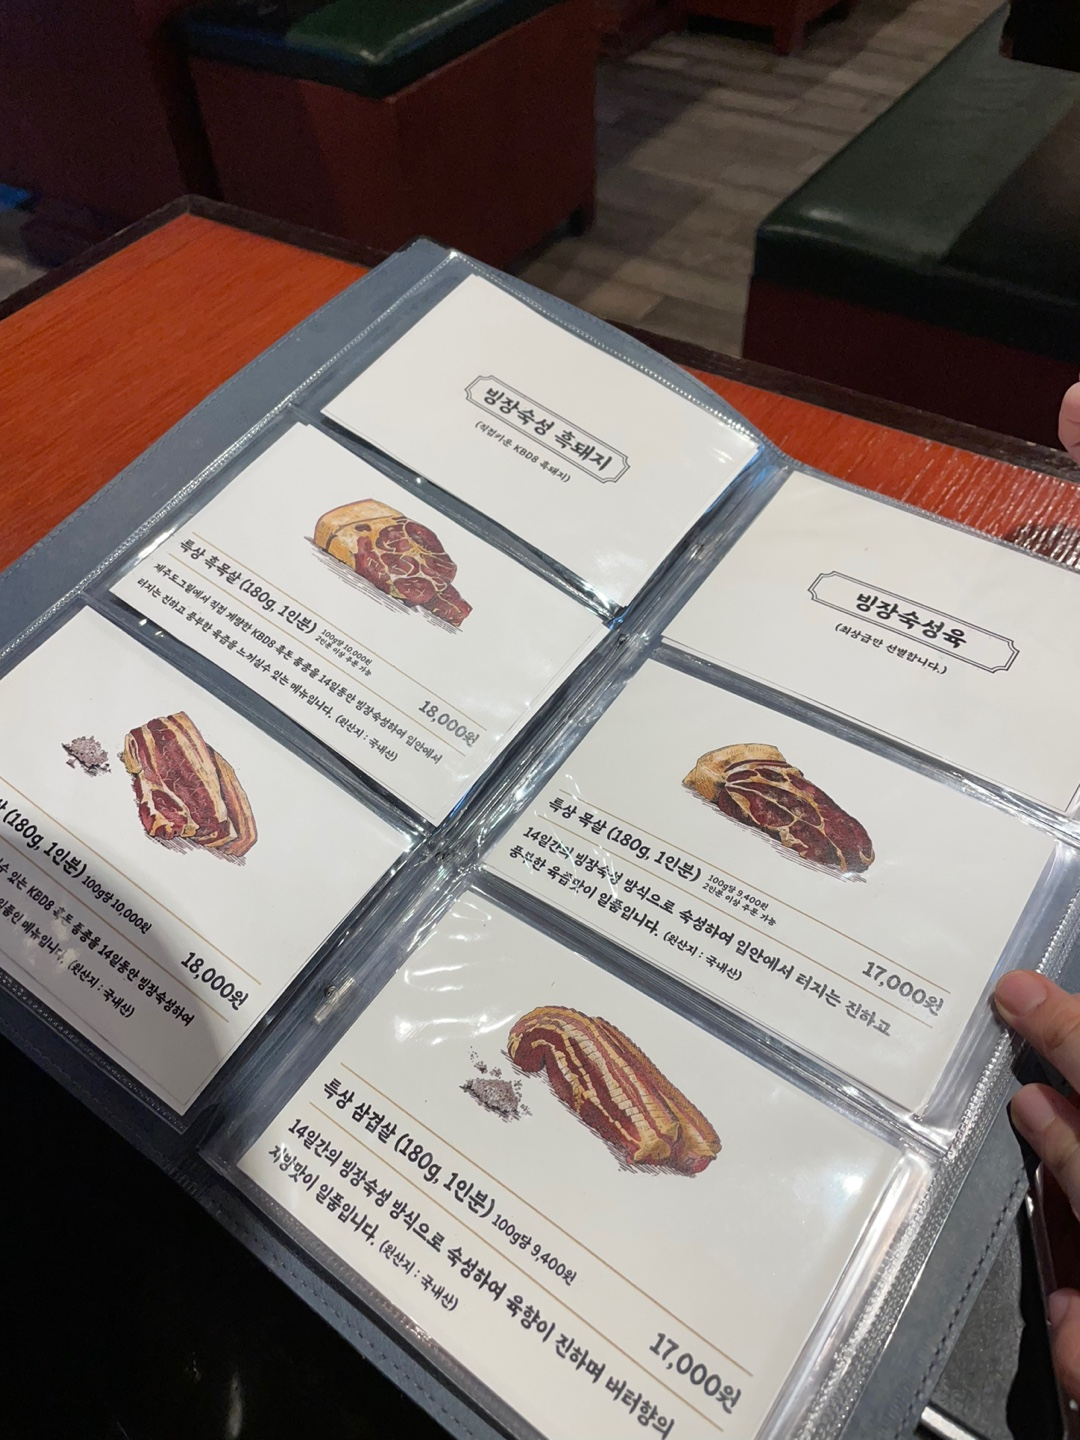 빙장숙성 흑돼지
(직접키운 KBD8 흑돼지)
특상 흑목살 (180g, 1인분) 100g당 10,000원
2인분 이상 주문 가능
18,000원
제주도그릴에서 직접 계량한 KBD8 흑돈 품종을 14일동안 빙장숙성하여 입안에서
터지는 진하고 풍부한 육즙을 느끼실수 있는 메뉴입니다. (원산지 : 국내산)
(180g, 1인분) 100g당 10,000원
18,000원
있는 KBD8 흑돈 품종을 14일동안 빙장숙성하여
메뉴입니다. (원산지 : 국내산)
빙장숙성육
(최상급만 선별합니다.)
특상 목살 (180g, 1인분) 100g당 9,400원
2인분 이상 주문 가능
17,000원
14일간의 빙장숙성 방식으로 숙성하여 입안에서 터지는 진하고
풍부한 육즙맛이 일품입니다. (원산지 : 국내산)
특상 삼겹살 (180g, 1인분) 100g당 9,400원
17,000원
14일간의 빙장숙성 방식으로 숙성하여 육향이 진하며 버터향의
지방맛이 일품입니다. (원산지 : 국내산)